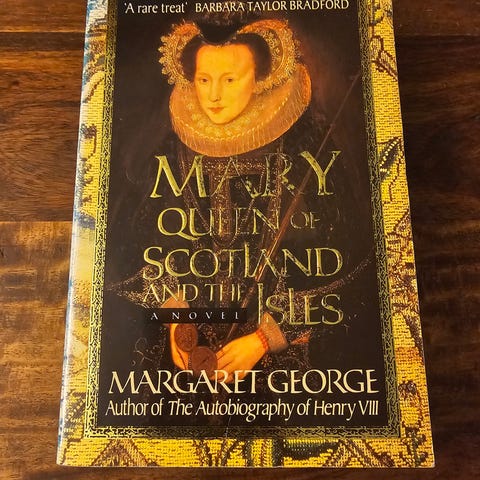 'A rare treat' BARBARA TAYLOR BRADFORD
MARY
QUEEN OF
SCOTLAND
AND THE
ISLES
A NOVEL
MARGARET GEORGE
Author of The Autobiography of Henry VIII